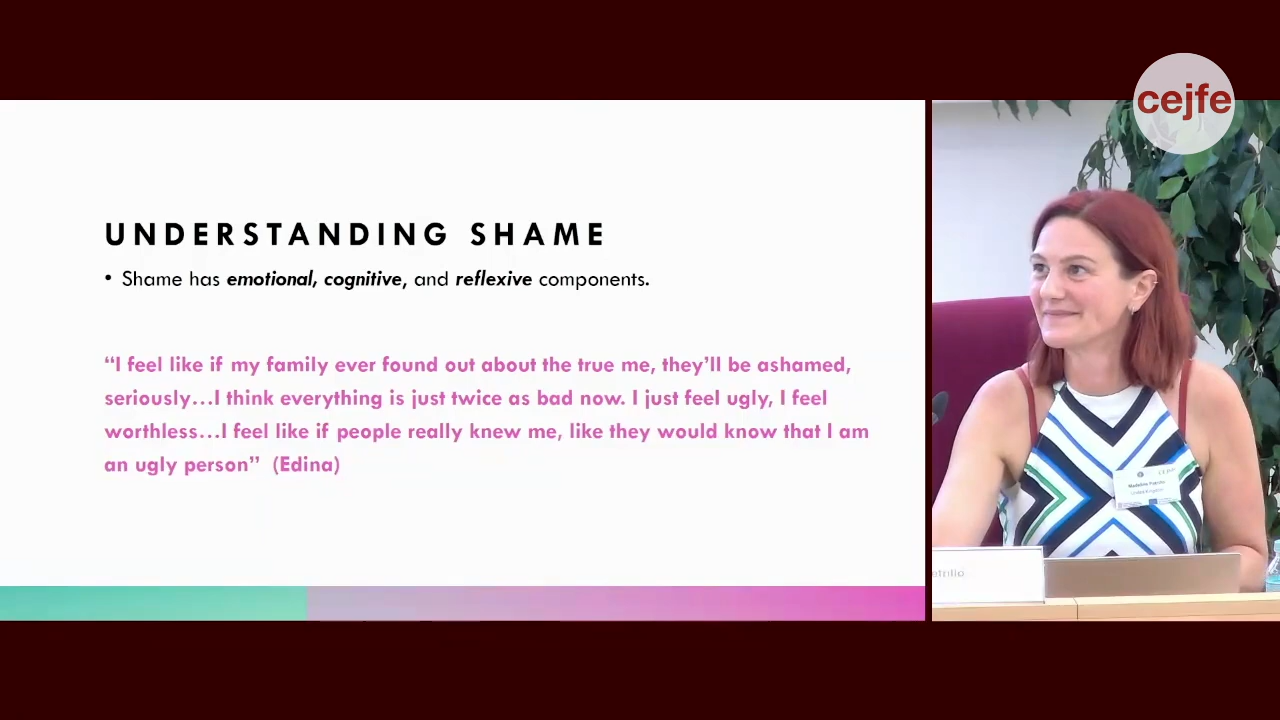 cejfe
UNDERSTANDING SHAME
• Shame has emotional, cognitive, and reflexive components.
“I feel like if my family ever found out about the true me, they’ll be ashamed,
seriously…I think everything is just twice as bad now. I just feel ugly, I feel
worthless…I feel like if people really knew me, like they would know that I am
an ugly person” (Edina)
United Kingdom